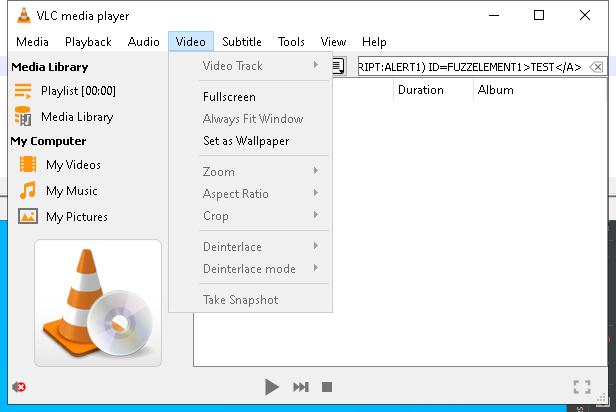 VLC media player
Media Playback Audio Video Subtitle Tools View Help
Media Library
Playlist [00:00]
Media Library
My Computer
My Videos
My Music
My Pictures
Video Track
Fullscreen
Always Fit Window
Set as Wallpaper
Zoom
Aspect Ratio
Crop
Deinterlace
Deinterlace mode
Take Snapshot
RIPT:ALERT1) ID=FUZZELEMENT1>TEST</A>
Duration Album